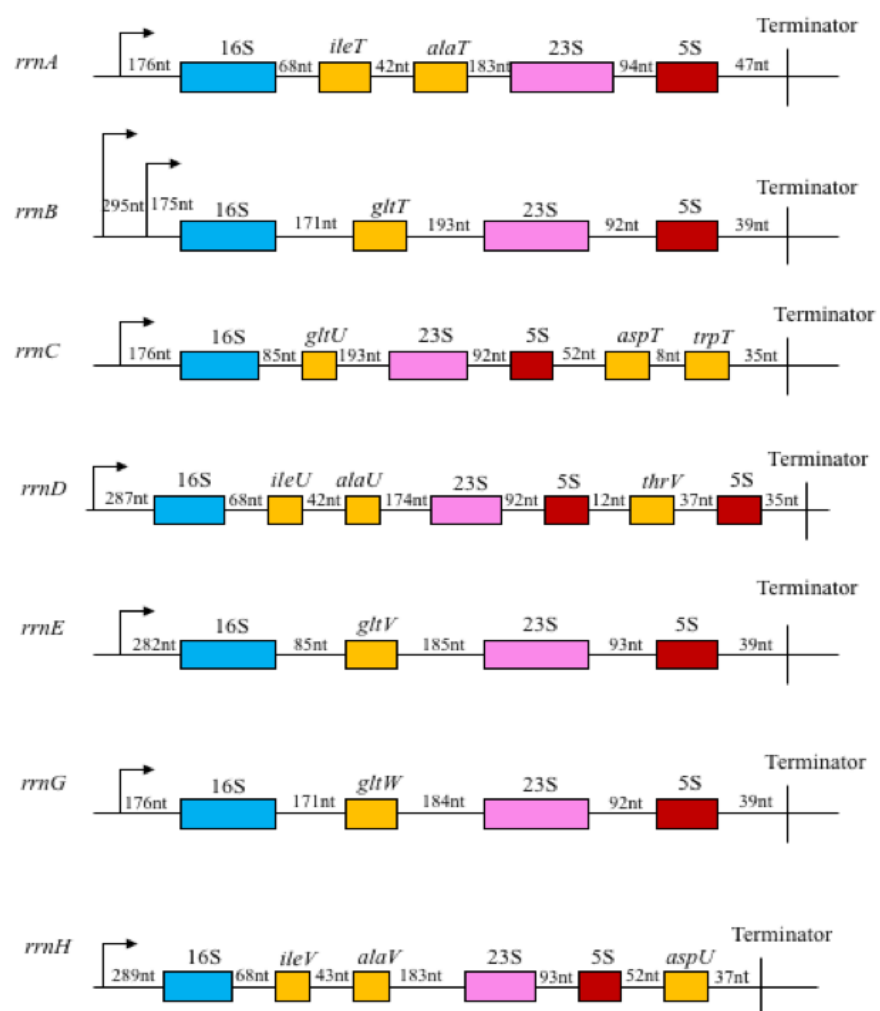 Terminator
rrnA 176nt 16S 68nt ileT 42nt alaT 183nt 23S 94nt 5S 47nt
Terminator
rrnB 295nt 175nt 16S 171nt gltT 193nt 23S 92nt 5S 39nt
Terminator
rrnC 176nt 16S 85nt gltU 193nt 23S 92nt 5S 52nt aspT 8nt trpT 35nt
Terminator
rrnD 287nt 16S 68nt ileU 42nt alaU 174nt 23S 92nt 5S 12nt thrV 37nt 5S 35nt
Terminator
rrnE 282nt 16S 85nt gltV 185nt 23S 93nt 5S 39nt
Terminator
rrnG 176nt 16S 171nt gltW 184nt 23S 92nt 5S 39nt
Terminator
rrnH 289nt 16S 68nt ileV 43nt alaV 183nt 23S 93nt 5S 52nt aspU 37nt